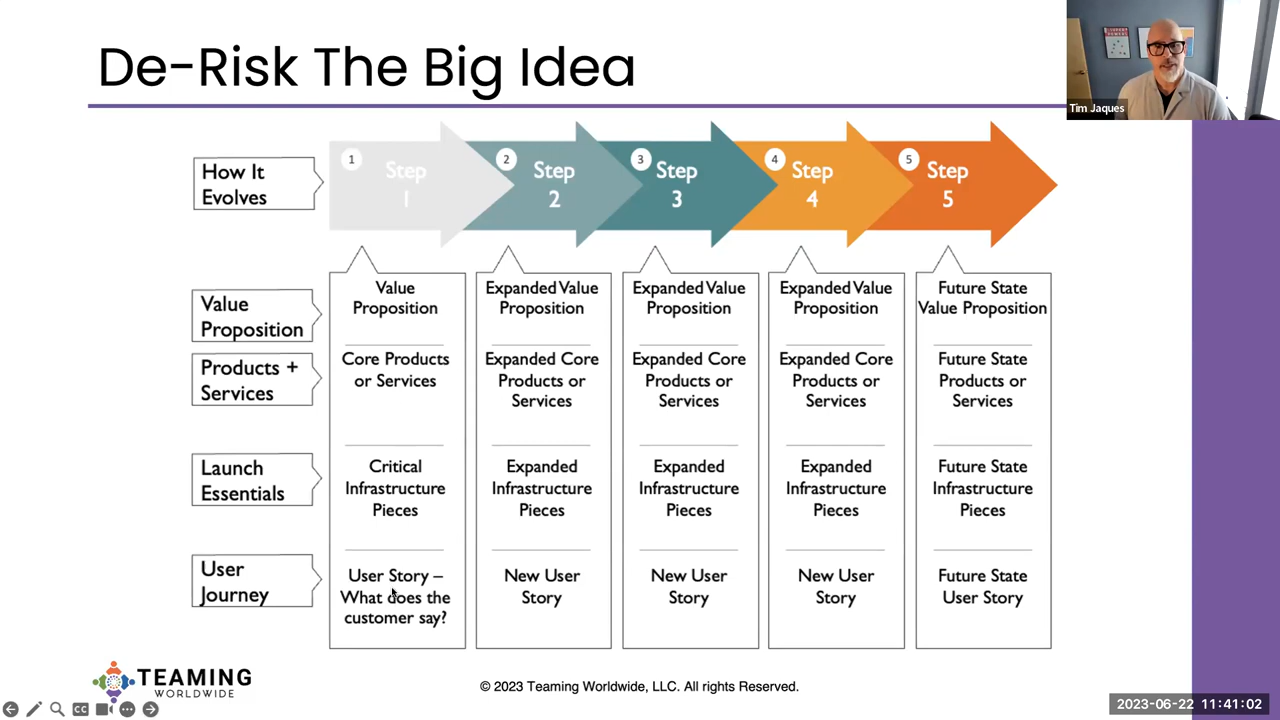 De-Risk The Big Idea
Tim Jaques
How It
Evolves
1
Step
1
2
Step
2
3
Step
3
4
Step
4
5
Step
5
Value
Proposition
Value
Proposition
Expanded Value
Proposition
Expanded Value
Proposition
Expanded Value
Proposition
Future State
Value Proposition
Products +
Services
Core Products
or Services
Expanded Core
Products or
Services
Expanded Core
Products or
Services
Expanded Core
Products or
Services
Future State
Products or
Services
Launch
Essentials
Critical
Infrastructure
Pieces
Expanded
Infrastructure
Pieces
Expanded
Infrastructure
Pieces
Expanded
Infrastructure
Pieces
Future State
Infrastructure
Pieces
User
Journey
User Story –
What does the
customer say?
New User
Story
New User
Story
New User
Story
Future State
User Story
TEAMING
WORLDWIDE
© 2023 Teaming Worldwide, LLC. All rights Reserved.
CC
2023-06-22 11:41:02